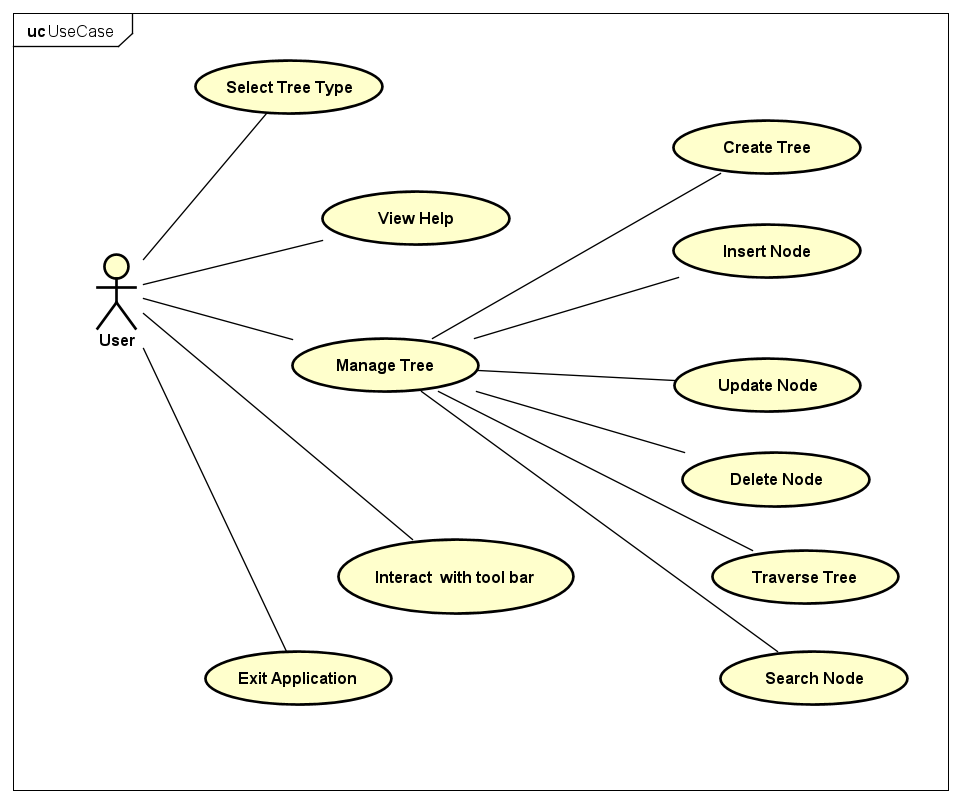 uc UseCase
Select Tree Type
Create Tree
View Help
Insert Node
User
Manage Tree
Update Node
Delete Node
Interact  with tool bar
Traverse Tree
Exit Application
Search Node